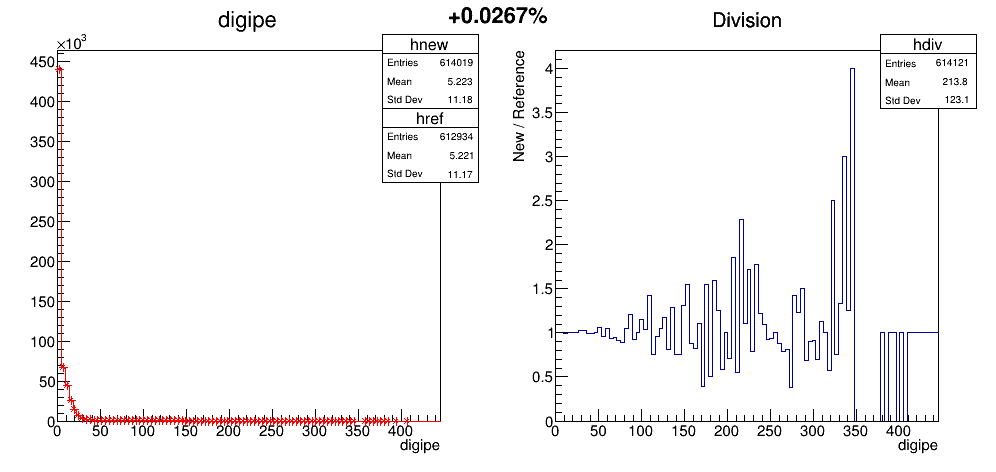 +0.0267%
digipe
×10³
hnew
Entries 614019
Mean 5.223
Std Dev 11.18
href
Entries 612934
Mean 5.221
Std Dev 11.17
450
400
350
300
250
200
150
100
50
0
0 50 100 150 200 250 300 350 400
digipe
Division
hdiv
Entries 614121
Mean 213.8
Std Dev 123.1
New / Reference
4
3.5
3
2.5
2
1.5
1
0.5
0
0 50 100 150 200 250 300 350 400
digipe